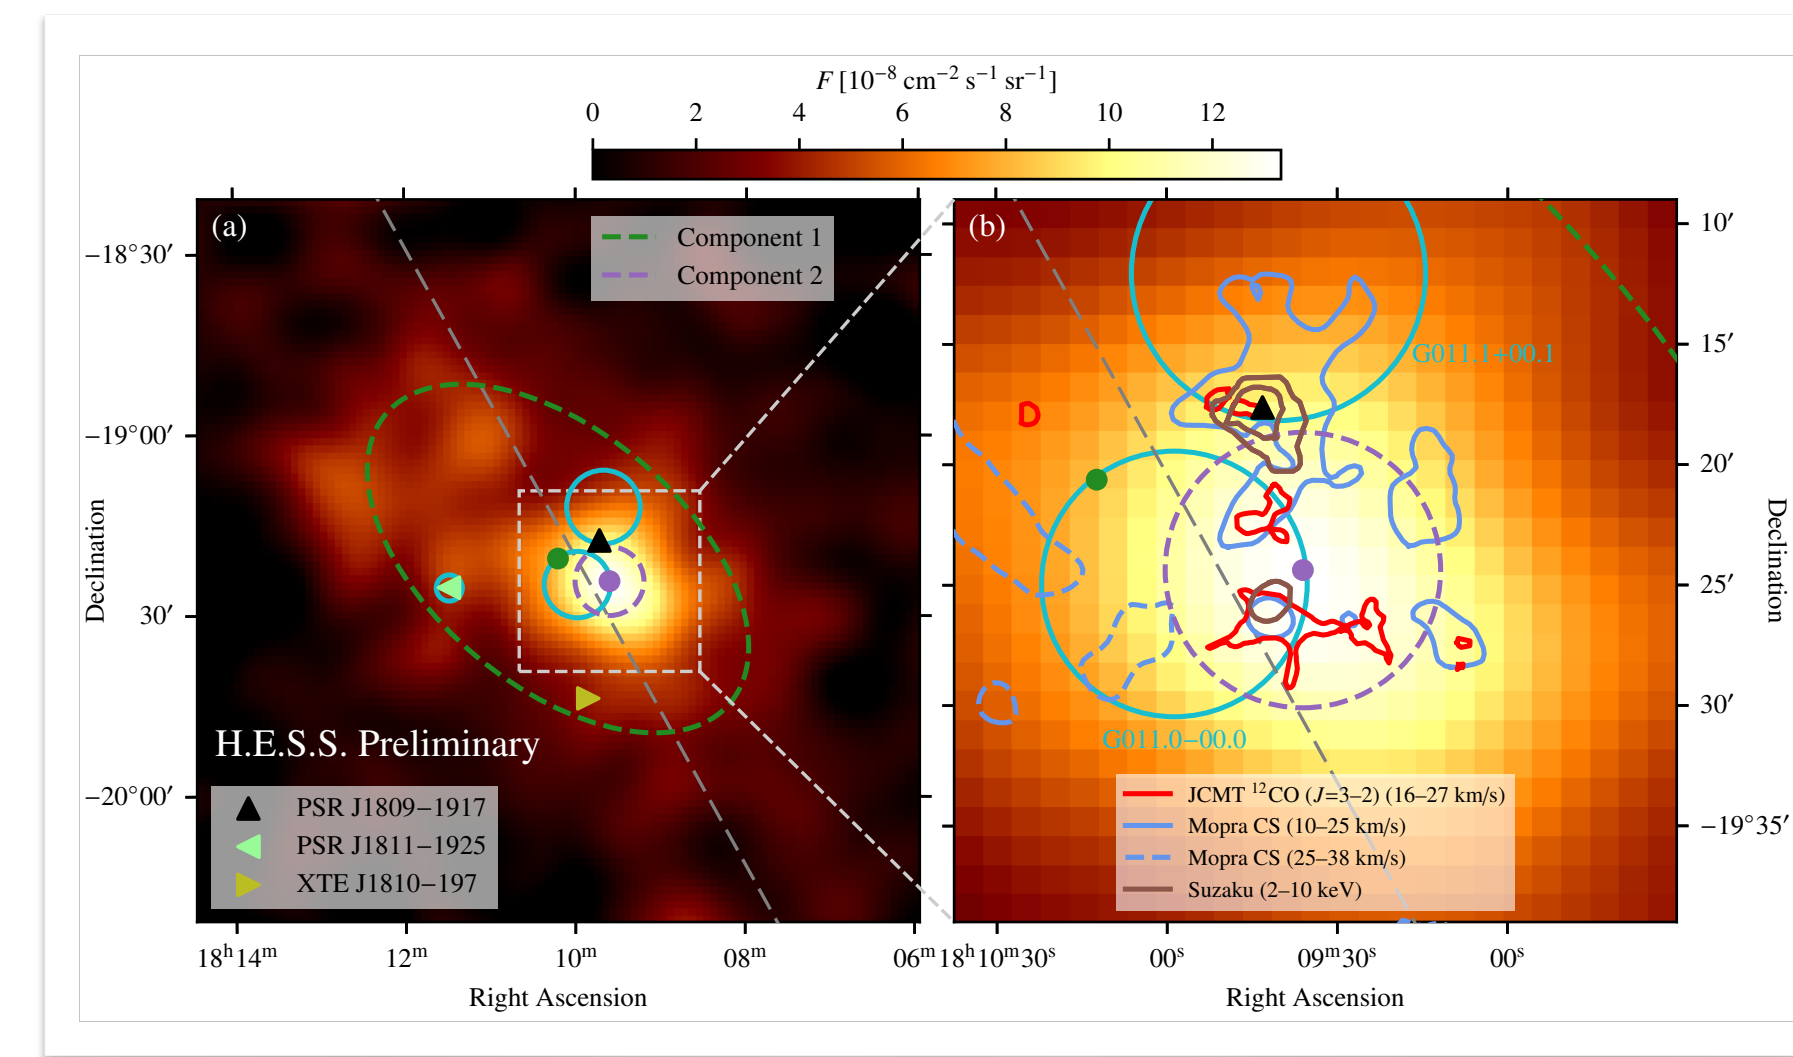 F [10⁻⁸ cm⁻² s⁻¹ sr⁻¹]
0 2 4 6 8 10 12
(a)
Component 1
Component 2
−18°30′
−19°00′
30′
−20°00′
Declination
H.E.S.S. Preliminary
PSR J1809−1917
PSR J1811−1925
XTE J1810−197
18ʰ14ᵐ 12ᵐ 10ᵐ 08ᵐ 06ᵐ
Right Ascension
(b)
G011.1+00.1
G011.0−00.0
JCMT ¹²CO (J=3–2) (16–27 km/s)
Mopra CS (10–25 km/s)
Mopra CS (25–38 km/s)
Suzaku (2–10 keV)
10′
15′
20′
25′
30′
−19°35′
Declination
18ʰ10ᵐ30ˢ 00ˢ 09ᵐ30ˢ 00ˢ
Right Ascension